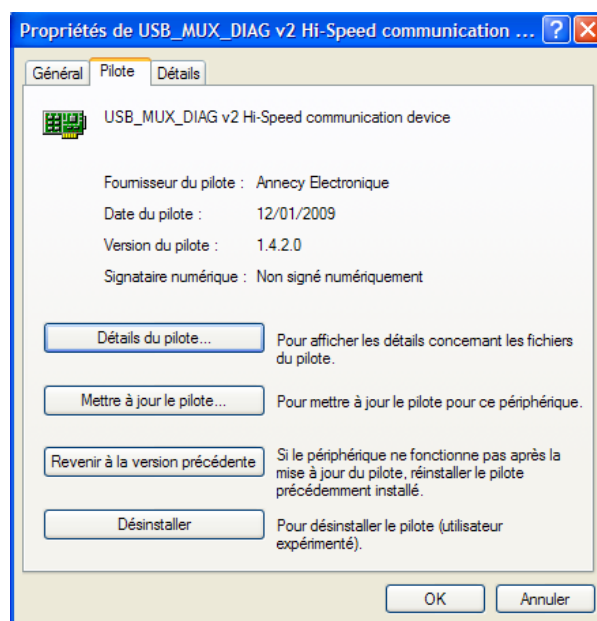 Propriétés de USB_MUX_DIAG v2 Hi-Speed communication ...
Général Pilote Détails
USB_MUX_DIAG v2 Hi-Speed communication device
Fournisseur du pilote : Annecy Electronique
Date du pilote : 12/01/2009
Version du pilote : 1.4.2.0
Signataire numérique : Non signé numériquement
Détails du pilote... Pour afficher les détails concernant les fichiers
du pilote.
Mettre à jour le pilote... Pour mettre à jour le pilote pour ce périphérique.
Revenir à la version précédente Si le périphérique ne fonctionne pas après la
mise à jour du pilote, réinstaller le pilote
précédemment installé.
Désinstaller Pour désinstaller le pilote (utilisateur
expérimenté).
OK Annuler